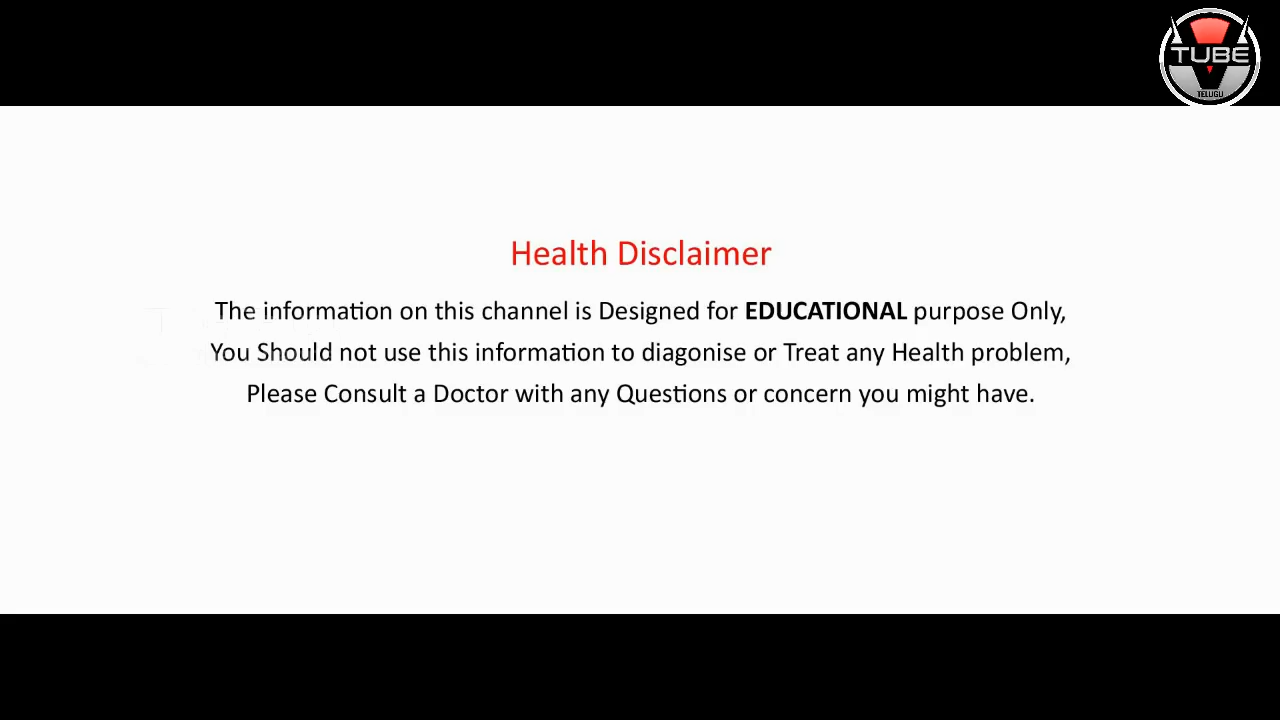 TUBE
TELUGU
Health Disclaimer
The information on this channel is Designed for EDUCATIONAL purpose Only,
You Should not use this information to diagonise or Treat any Health problem,
Please Consult a Doctor with any Questions or concern you might have.